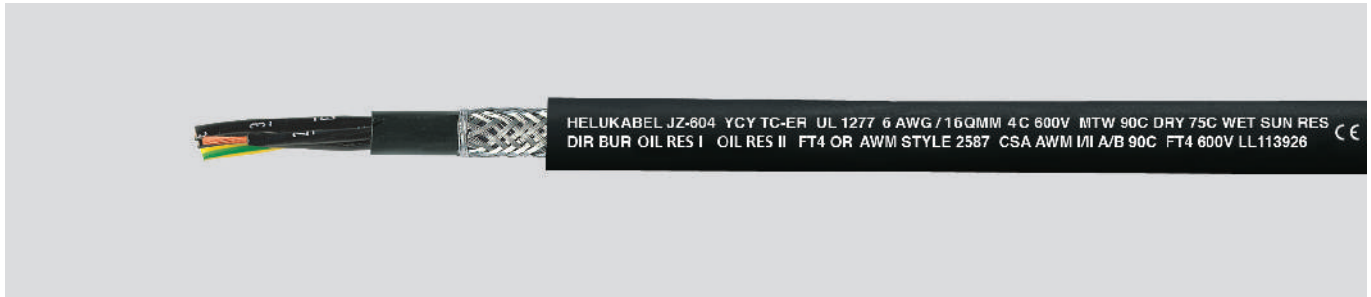 HELUKABEL JZ-604 YCY TC-ER UL 1277 6 AWG / 16QMM 4C 600V MTW 90C DRY 75C WET SUN RES
DIR BUR OIL RES I OIL RES II FT4 OR AWM STYLE 2587 CSA AWM I/II A/B 90C FT4 600V LL113926
CE
3
2